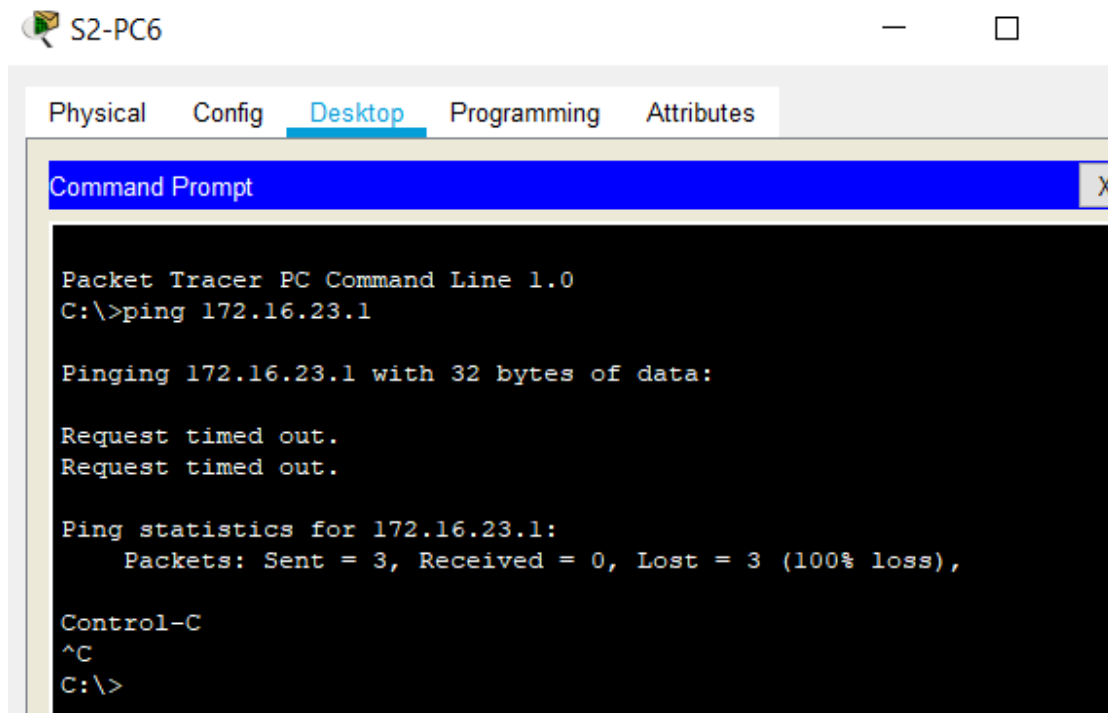 S2-PC6
Physical Config Desktop Programming Attributes
Command Prompt
X
Packet Tracer PC Command Line 1.0
C:\>ping 172.16.23.1
Pinging 172.16.23.1 with 32 bytes of data:
Request timed out.
Request timed out.
Ping statistics for 172.16.23.1:
Packets: Sent = 3, Received = 0, Lost = 3 (100% loss),
Control-C
^C
C:\>